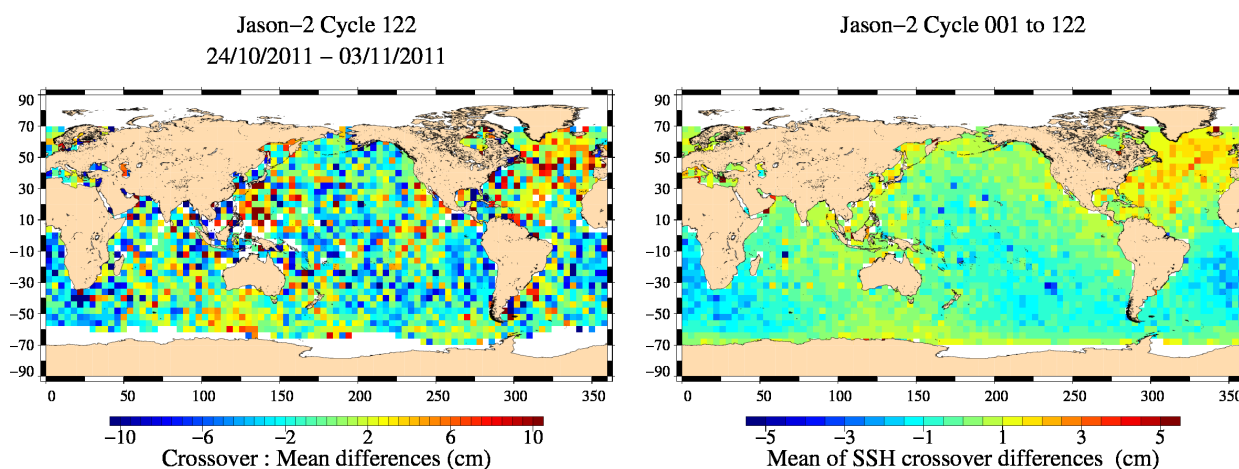 Jason−2 Cycle 122
24/10/2011 − 03/11/2011
90
70
50
30
10
−10
−30
−50
−70
−90
0 50 100 150 200 250 300 350
−10 −6 −2 2 6 10
Crossover : Mean differences (cm)
Jason−2 Cycle 001 to 122
90
70
50
30
10
−10
−30
−50
−70
−90
0 50 100 150 200 250 300 350
−5 −3 −1 1 3 5
Mean of SSH crossover differences (cm)